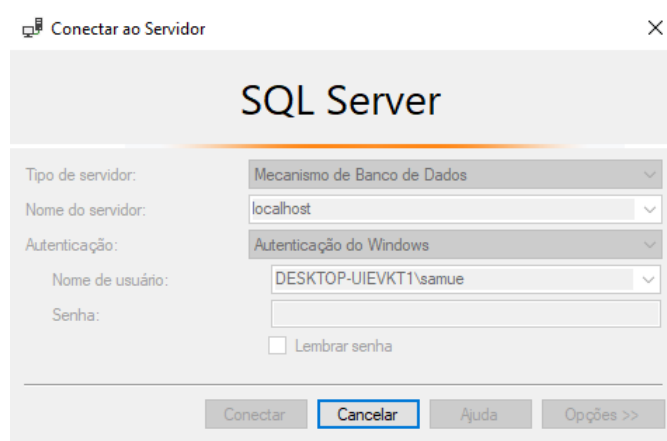 Conectar ao Servidor
SQL Server
Tipo de servidor: Mecanismo de Banco de Dados
Nome do servidor: localhost
Autenticação: Autenticação do Windows
Nome de usuário: DESKTOP-UIEVKT1\samue
Senha:
Lembrar senha
Conectar Cancelar Ajuda Opções >>